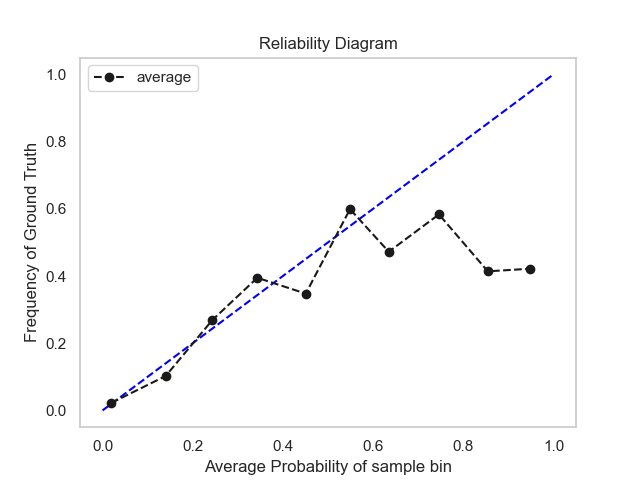 Reliability Diagram
average
1.0
0.8
0.6
0.4
0.2
0.0
Frequency of Ground Truth
0.0 0.2 0.4 0.6 0.8 1.0
Average Probability of sample bin